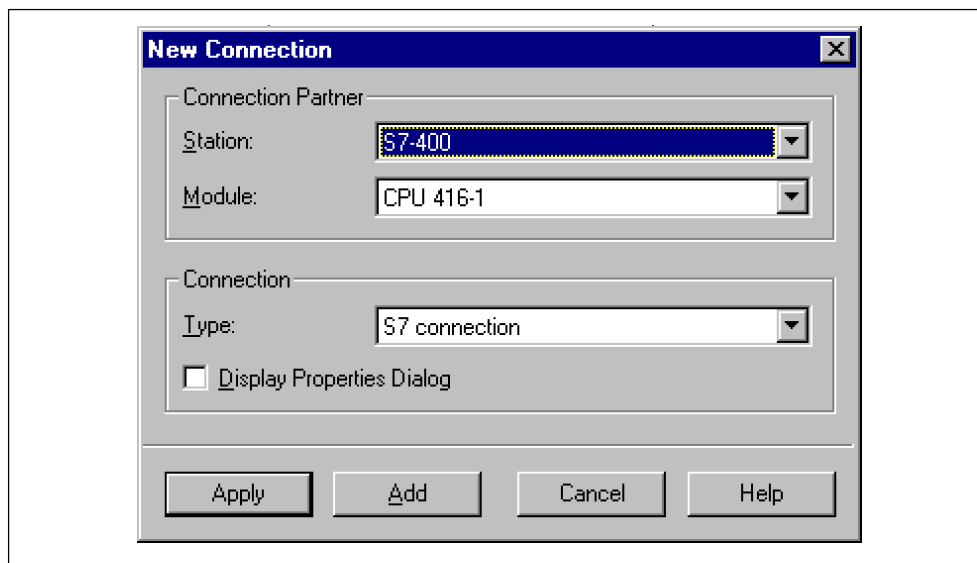 New Connection
Connection Partner
Station: S7-400
Module: CPU 416-1
Connection
Type: S7 connection
Display Properties Dialog
Apply Add Cancel Help